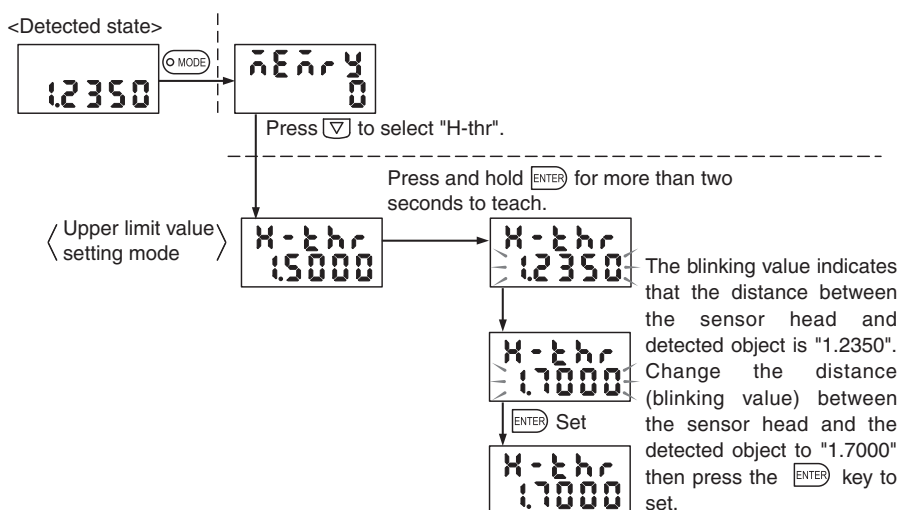 <Detected state>
1.2350
MODE
MEMrY
0
Press to select "H-thr".
Press and hold ENTER for more than two
seconds to teach.
Upper limit value
setting mode
H-thr
1.5000
H-thr
1.2350
The blinking value indicates
that the distance between
the sensor head and
detected object is "1.2350".
Change the distance
(blinking value) between
the sensor head and the
detected object to "1.7000"
then press the ENTER key to
set.
H-thr
1.7000
ENTER Set
H-thr
1.7000